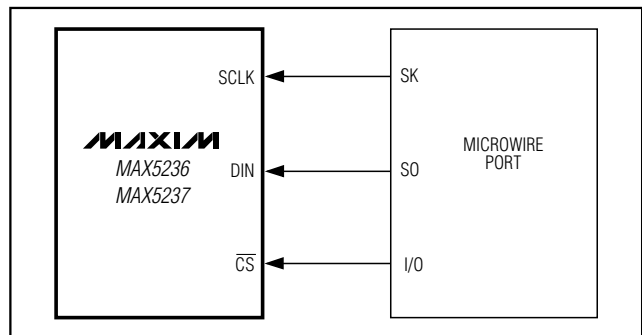 SCLK
SK
MAXIM
MAX5236
MAX5237
DIN
SO
MICROWIRE
PORT
CS
I/O